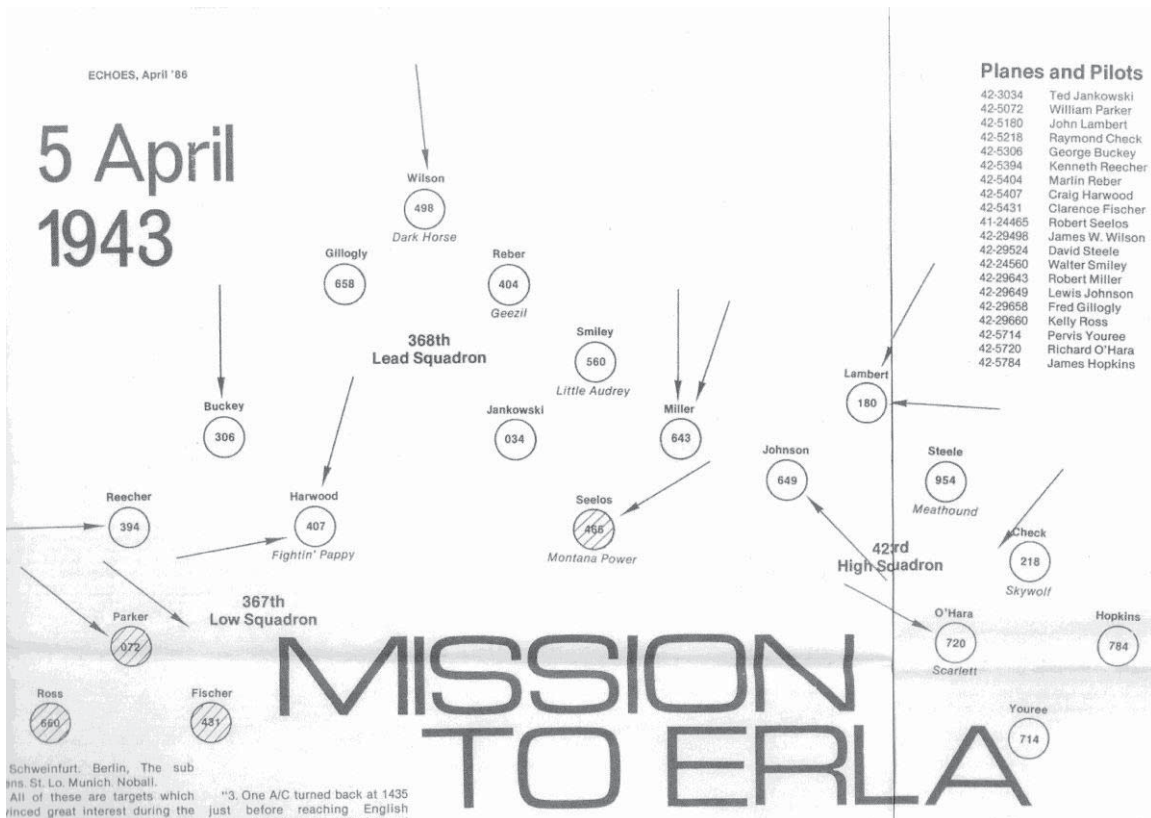 ECHOES, April '86
5 April
1943
Planes and Pilots
42-3034 Ted Jankowski
42-5072 William Parker
42-5180 John Lambert
42-5218 Raymond Check
42-5306 George Buckey
42-5394 Kenneth Reecher
42-5404 Marlin Reber
42-5407 Craig Harwood
42-5431 Clarence Fischer
41-24465 Robert Seelos
42-29498 James W. Wilson
42-29524 David Steele
42-24560 Walter Smiley
42-29643 Robert Miller
42-29649 Lewis Johnson
42-29658 Fred Gillogly
42-29660 Kelly Ross
42-5714 Pervis Youree
42-5720 Richard O'Hara
42-5784 James Hopkins
Wilson
498
Dark Horse
Gillogly
658
Reber
404
Geezil
368th
Lead Squadron
Smiley
560
Little Audrey
Buckey
306
Jankowski
034
Miller
643
Lambert
180
Johnson
649
Steele
954
Meathound
Reecher
394
Harwood
407
Fightin' Pappy
Seelos
465
Montana Power
423rd
High Squadron
Check
218
Skywolf
367th
Low Squadron
Parker
072
O'Hara
720
Scarlett
Hopkins
784
Ross
660
Fischer
431
Youree
714
MISSION
TO ERLA
Schweinfurt. Berlin, The sub
ans. St. Lo. Munich. Noball.
All of these are targets which
vinced great interest during the
"3. One A/C turned back at 1435
just before reaching English